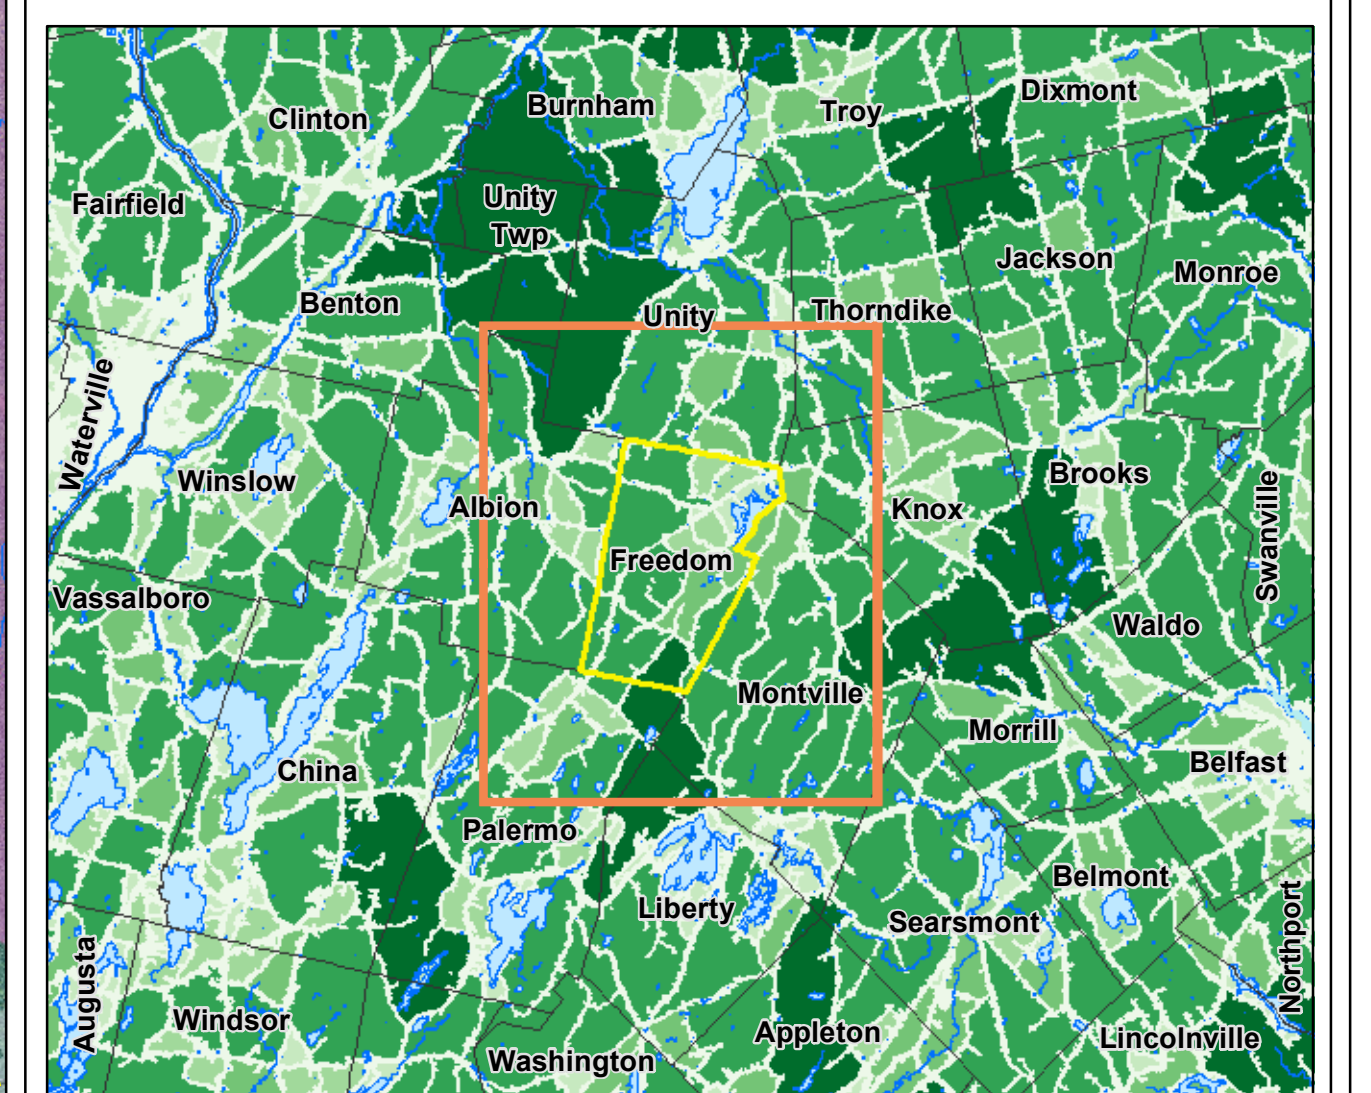 Dixmont
Burnham
Troy
Clinton
Unity
Twp
Fairfield
Jackson
Monroe
Benton
Unity
Thorndike
Waterville
Winslow
Albion
Knox
Brooks
Swanville
Freedom
Vassalboro
Waldo
Montville
Morrill
China
Belfast
Palermo
Belmont
Liberty
Searsmont
Northport
Augusta
Windsor
Appleton
Lincolnville
Washington